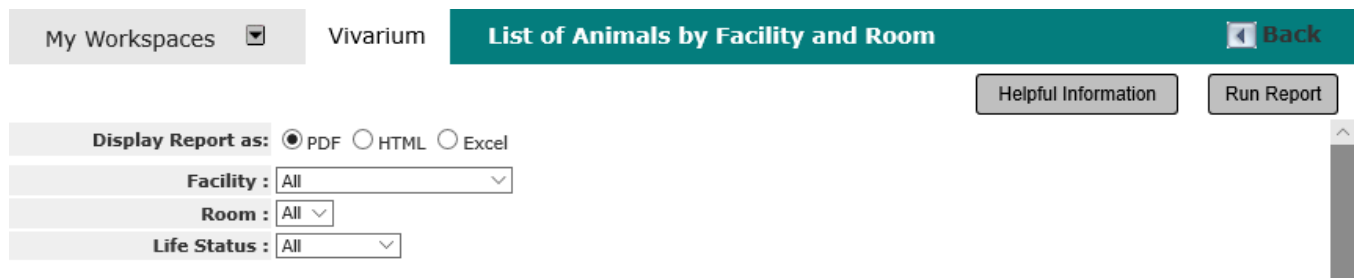 My Workspaces Vivarium List of Animals by Facility and Room Back
Helpful Information Run Report
Display Report as: PDF HTML Excel
Facility : All
Room : All
Life Status : All